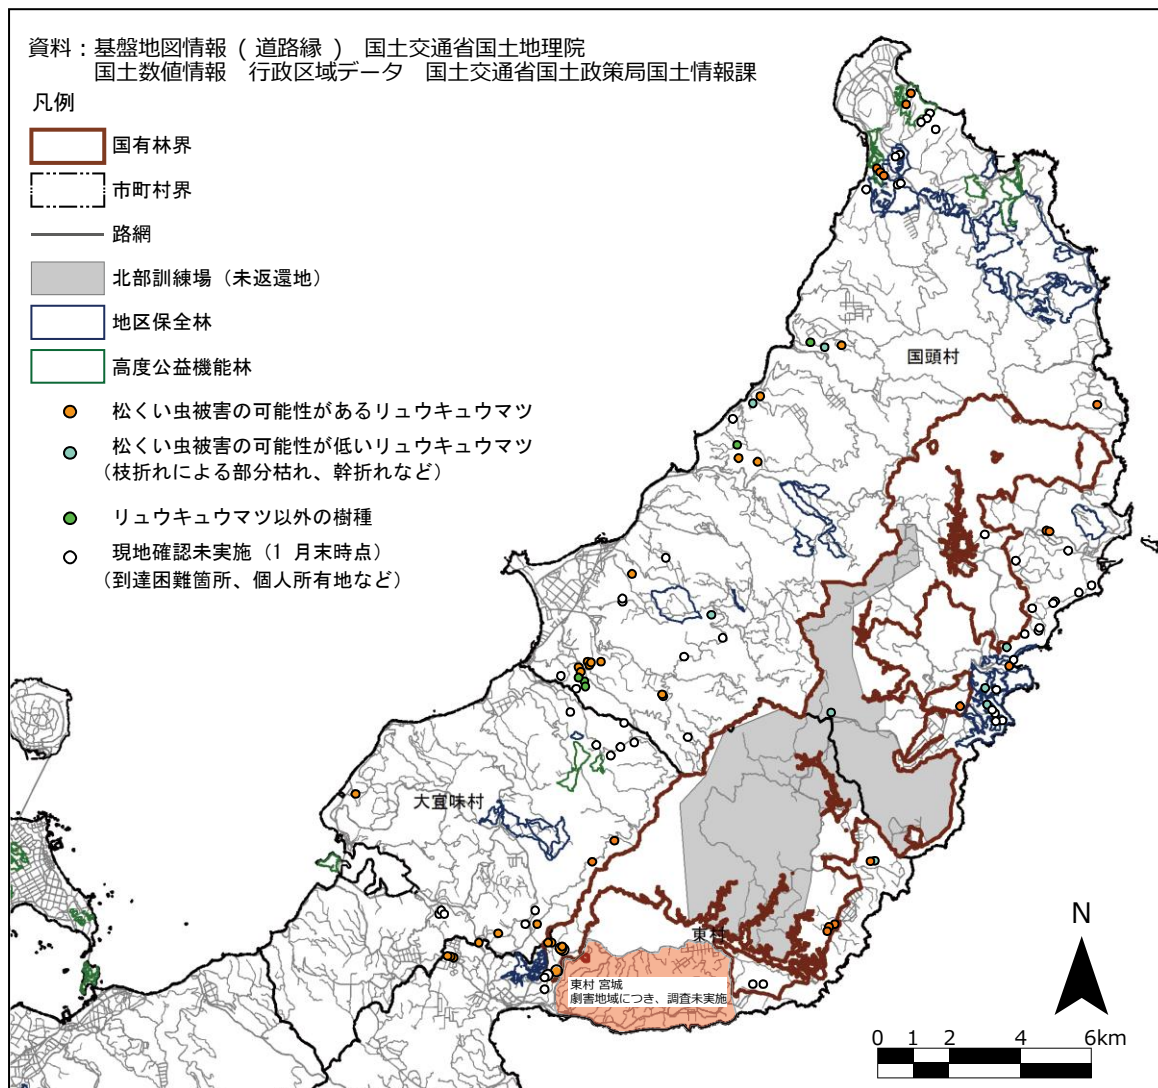 資料：基盤地図情報（道路縁） 国土交通省国土地理院
国土数値情報 行政区域データ 国土交通省国土政策局国土情報課
凡例
国有林界
市町村界
路網
北部訓練場（未返還地）
地区保全林
高度公益機能林
松くい虫被害の可能性があるリュウキュウマツ
松くい虫被害の可能性が低いリュウキュウマツ
（枝折れによる部分枯れ、幹折れなど）
リュウキュウマツ以外の樹種
現地確認未実施（1 月末時点）
（到達困難箇所、個人所有地など）
国頭村
大宜味村
東村
東村 宮城
劇害地域につき、調査未実施
N
0 1 2 4 6km